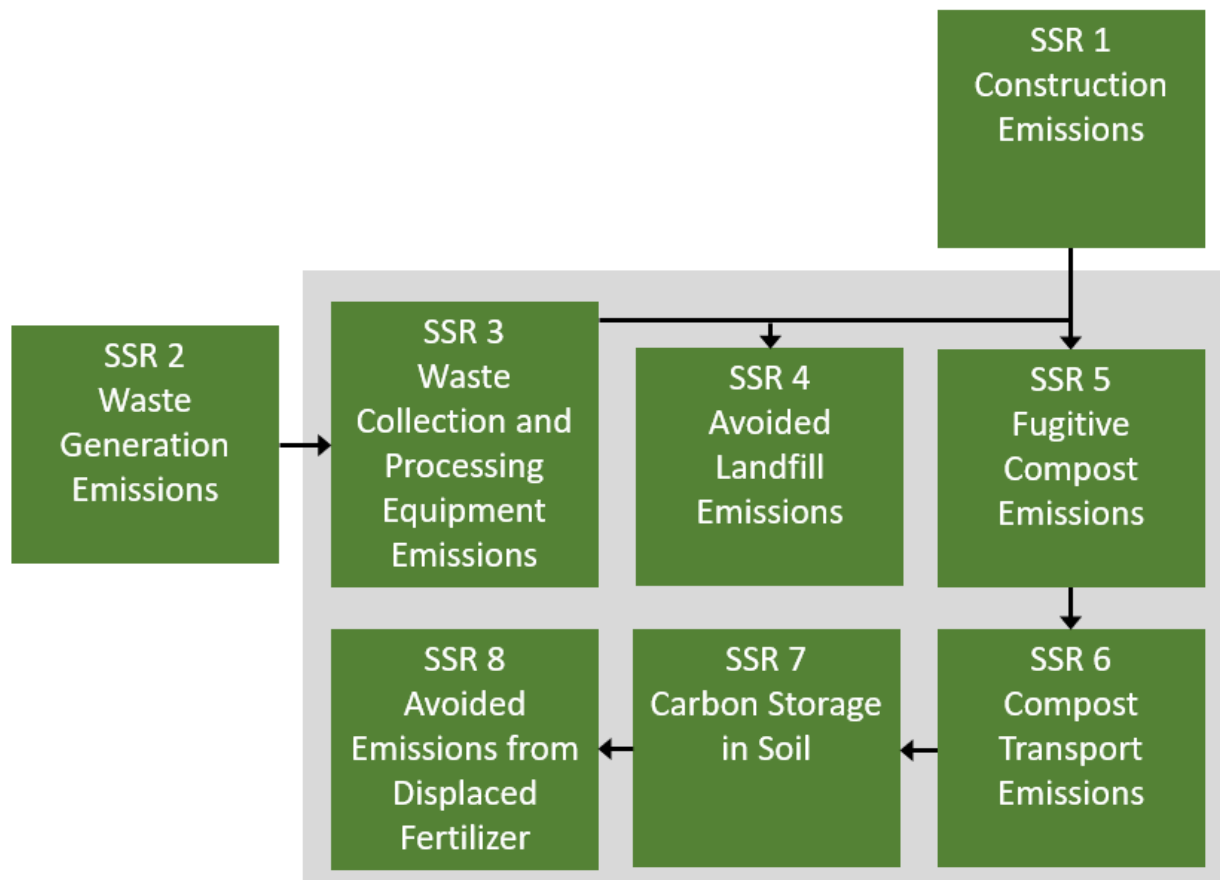 SSR 1
Construction
Emissions
SSR 2
Waste
Generation
Emissions
SSR 3
Waste
Collection and
Processing
Equipment
Emissions
SSR 4
Avoided
Landfill
Emissions
SSR 5
Fugitive
Compost
Emissions
SSR 8
Avoided
Emissions from
Displaced
Fertilizer
SSR 7
Carbon Storage
in Soil
SSR 6
Compost
Transport
Emissions